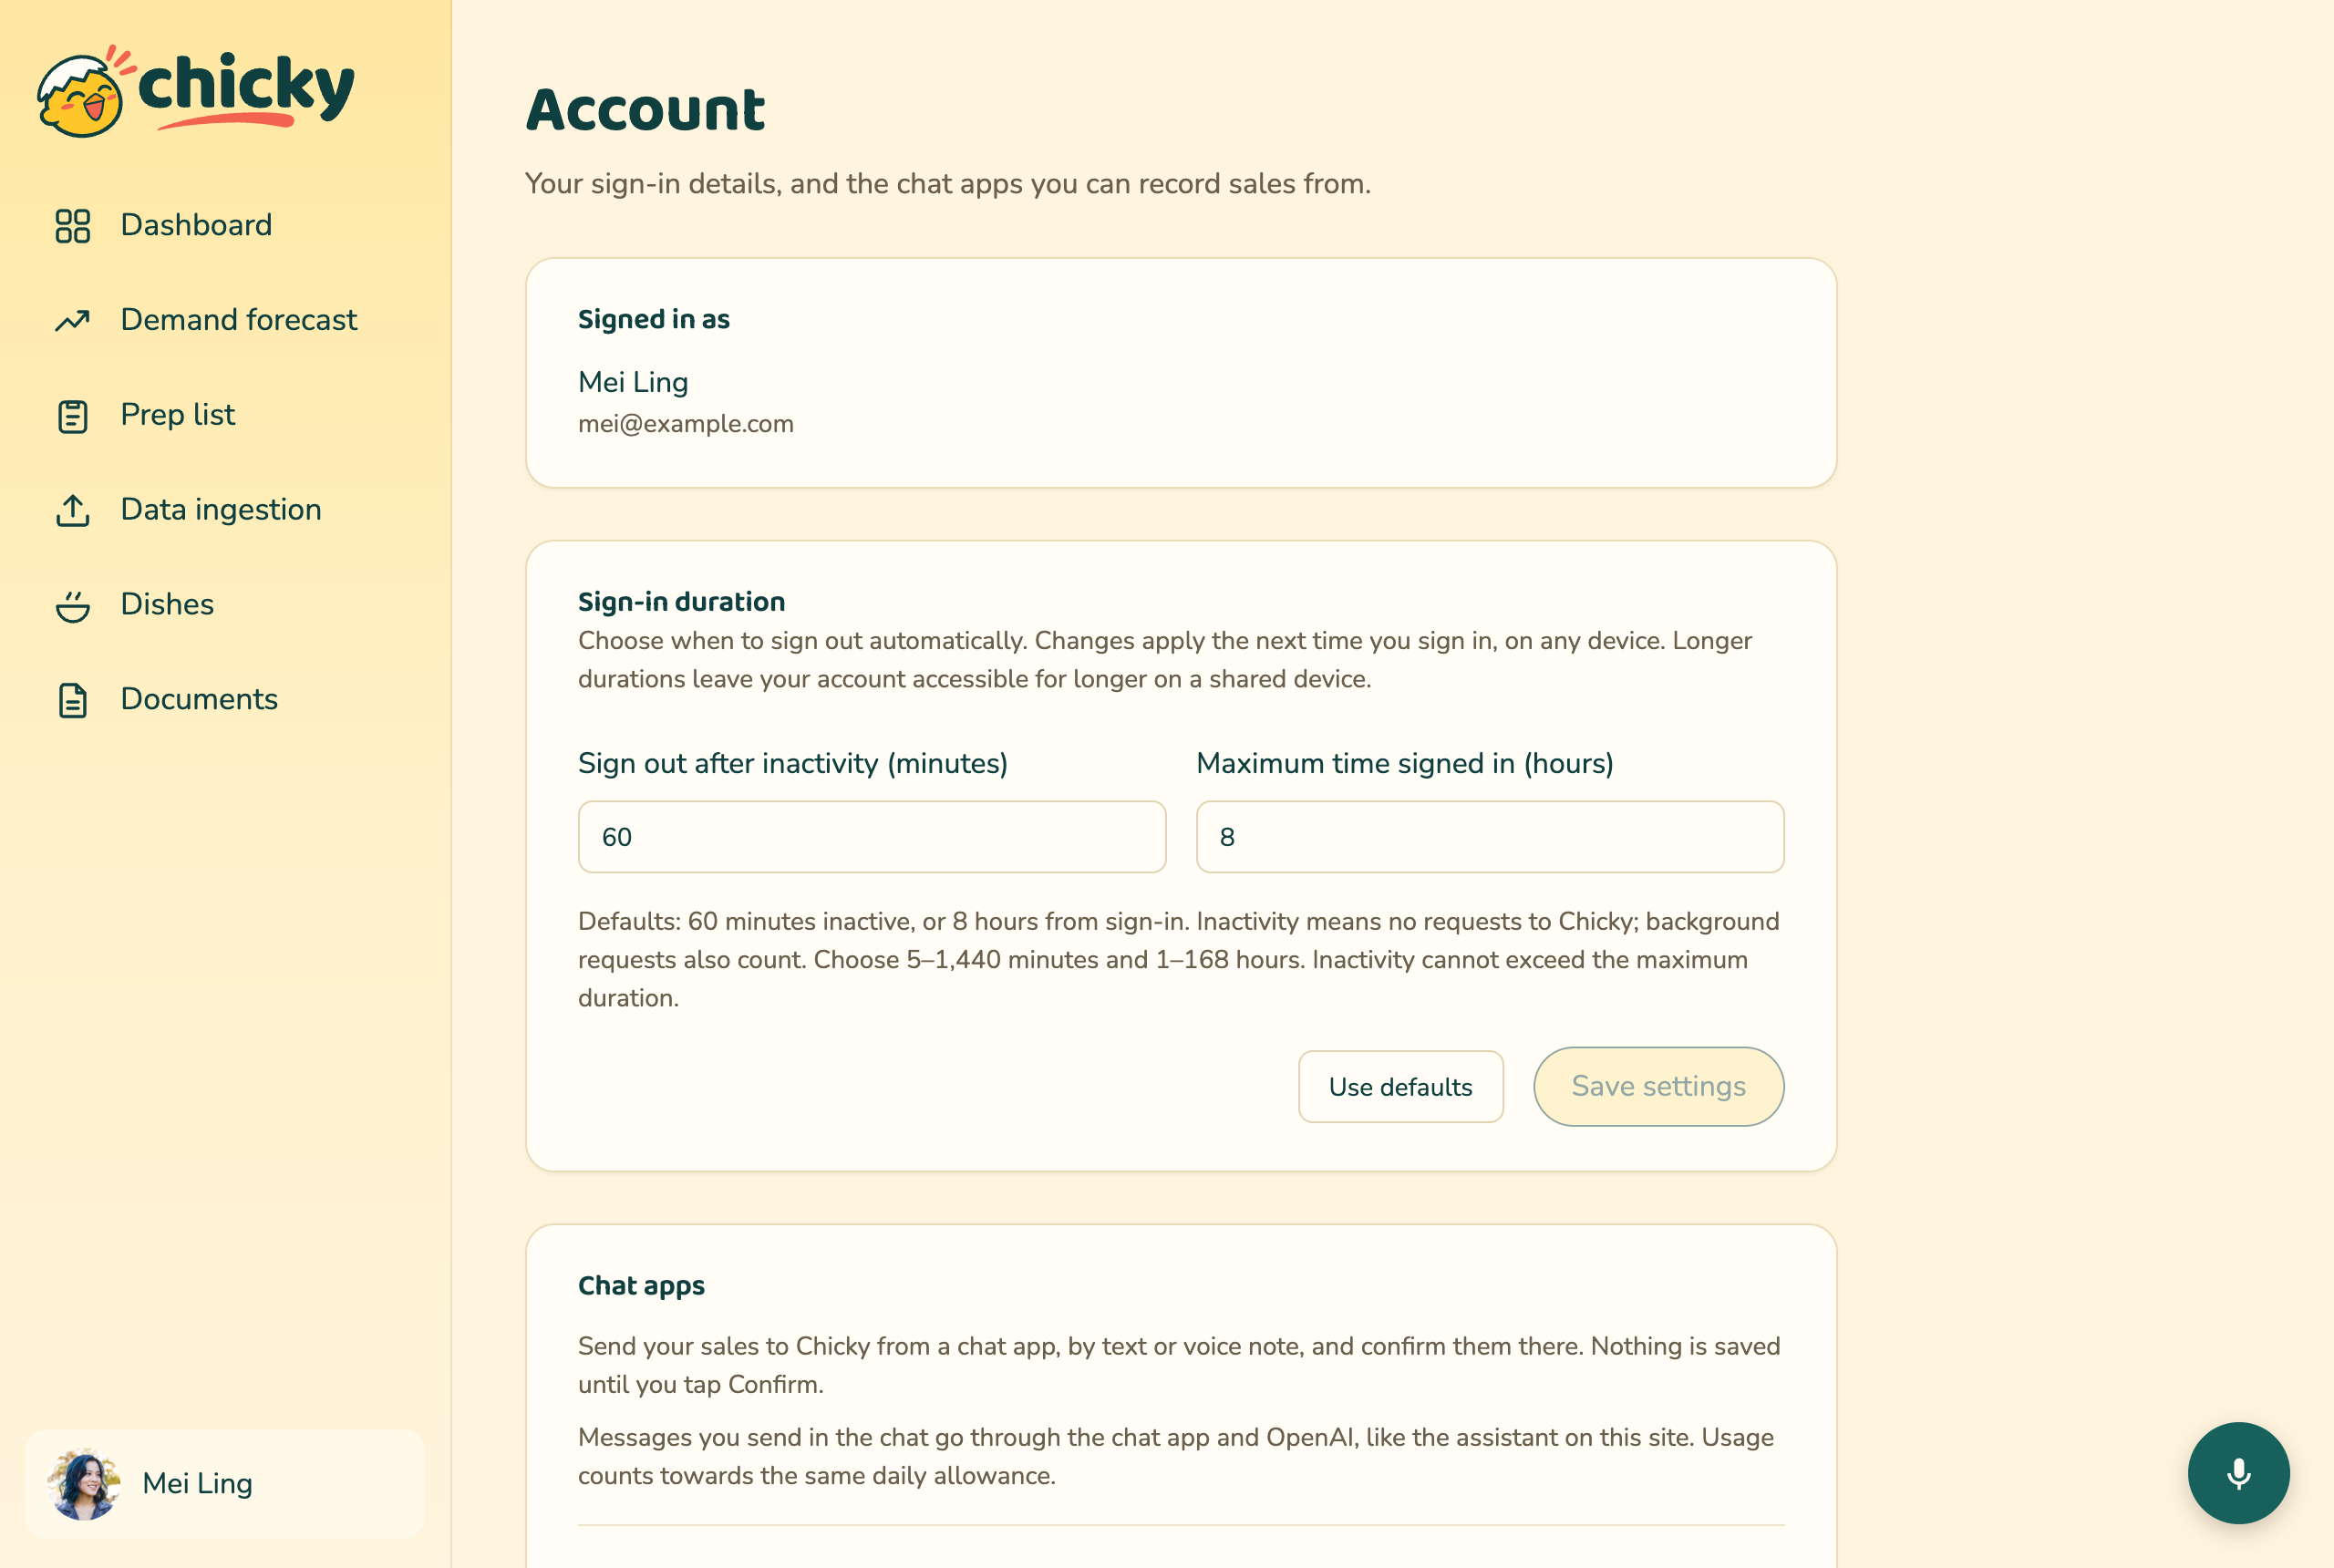 chicky
Dashboard
Demand forecast
Prep list
Data ingestion
Dishes
Documents
Mei Ling
Account
Your sign-in details, and the chat apps you can record sales from.
Signed in as
Mei Ling
mei@example.com
Sign-in duration
Choose when to sign out automatically. Changes apply the next time you sign in, on any device. Longer
durations leave your account accessible for longer on a shared device.
Sign out after inactivity (minutes)
60
Maximum time signed in (hours)
8
Defaults: 60 minutes inactive, or 8 hours from sign-in. Inactivity means no requests to Chicky; background
requests also count. Choose 5–1,440 minutes and 1–168 hours. Inactivity cannot exceed the maximum
duration.
Use defaults
Save settings
Chat apps
Send your sales to Chicky from a chat app, by text or voice note, and confirm them there. Nothing is saved
until you tap Confirm.
Messages you send in the chat go through the chat app and OpenAI, like the assistant on this site. Usage
counts towards the same daily allowance.